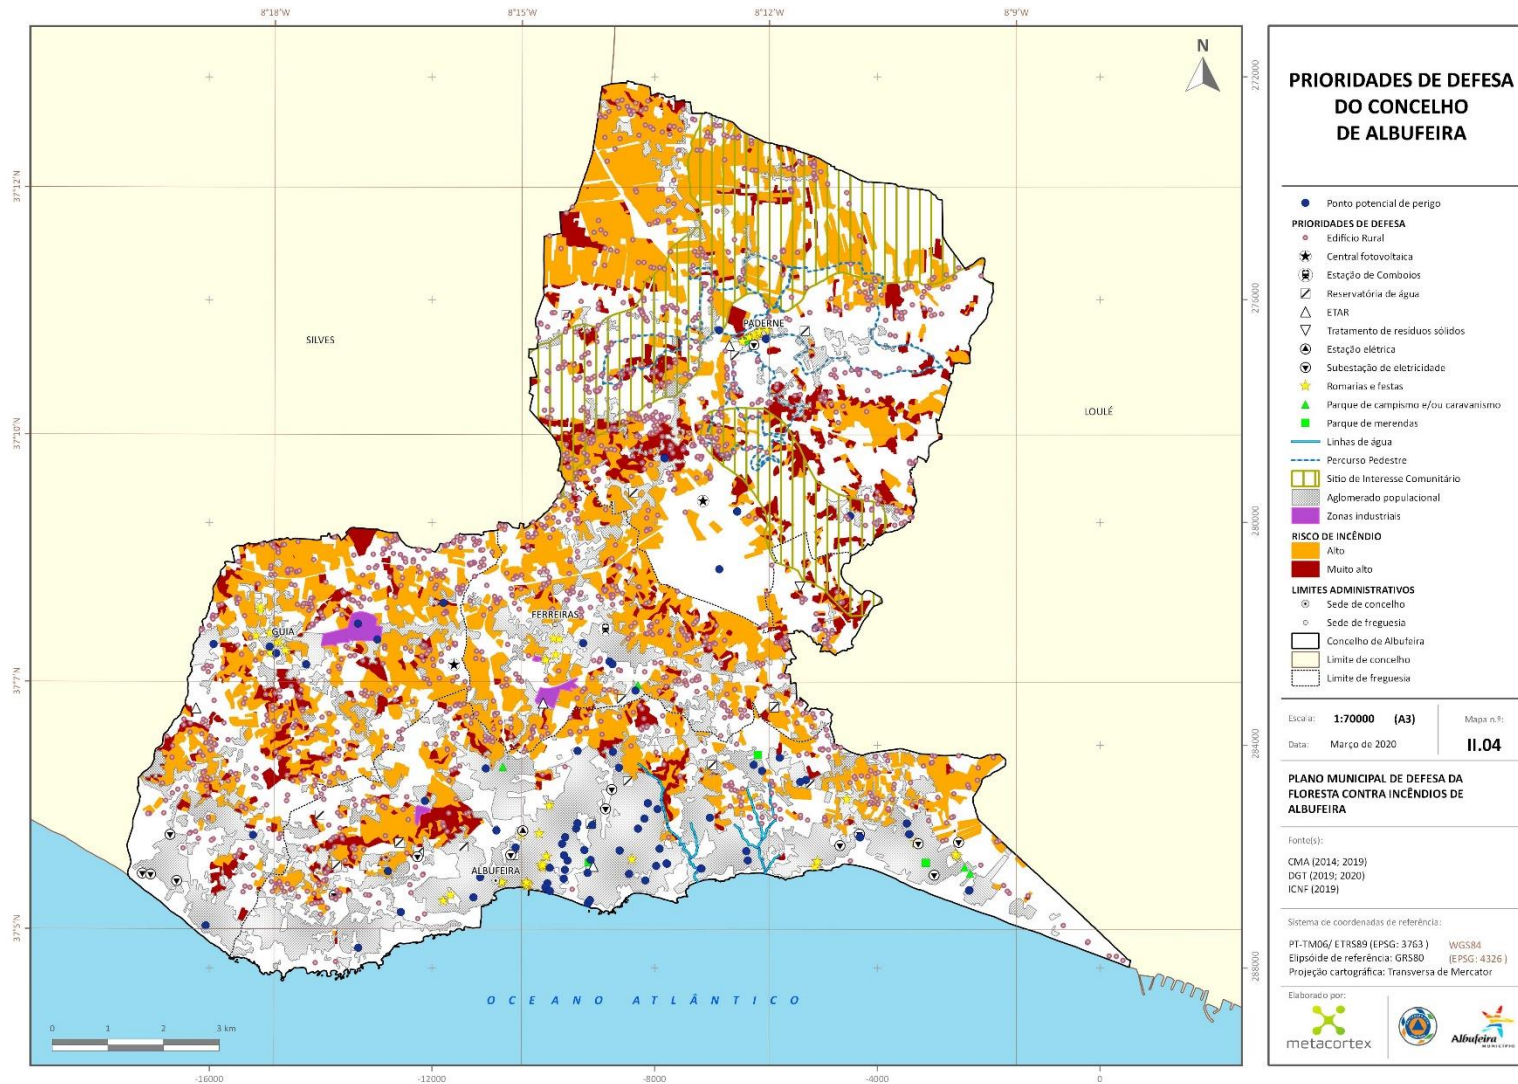 8°18'W
8°15'W
8°12'W
8°9'W
N
272000
276000
280000
284000
288000
37°12'N
37°10'N
37°7'N
37°5'N
SILVES
LOULÉ
PADERNE
FERREIRAS
GUIA
ALBUFEIRA
OCEANO ATLÂNTICO
0 1 2 3 km
-16000
-12000
-8000
-4000
0
PRIORIDADES DE DEFESA
DO CONCELHO
DE ALBUFEIRA
Ponto potencial de perigo
PRIORIDADES DE DEFESA
Edifício Rural
Central fotovoltaica
Estação de Comboios
Reservatória de água
ETAR
Tratamento de resíduos sólidos
Estação elétrica
Subestação de eletricidade
Romarias e festas
Parque de campismo e/ou caravanismo
Parque de merendas
Linhas de água
Percurso Pedestre
Sitio de Interesse Comunitário
Aglomerado populacional
Zonas industriais
RISCO DE INCÊNDIO
Alto
Muito alto
LIMITES ADMINISTRATIVOS
Sede de concelho
Sede de freguesia
Concelho de Albufeira
Limite de concelho
Limite de freguesia
Escala: 1:70000 (A3)
Mapa n.º:
Data: Março de 2020
II.04
PLANO MUNICIPAL DE DEFESA DA
FLORESTA CONTRA INCÊNDIOS DE
ALBUFEIRA
Fonte(s):
CMA (2014; 2019)
DGT (2019; 2020)
ICNF (2019)
Sistema de coordenadas de referência:
PT-TM06/ ETRS89 (EPSG: 3763 ) WGS84
Elipsóide de referência: GRS80 (EPSG: 4326 )
Projeção cartográfica: Transversa de Mercator
Elaborado por:
metacortex
Albufeira
MUNICÍPIO